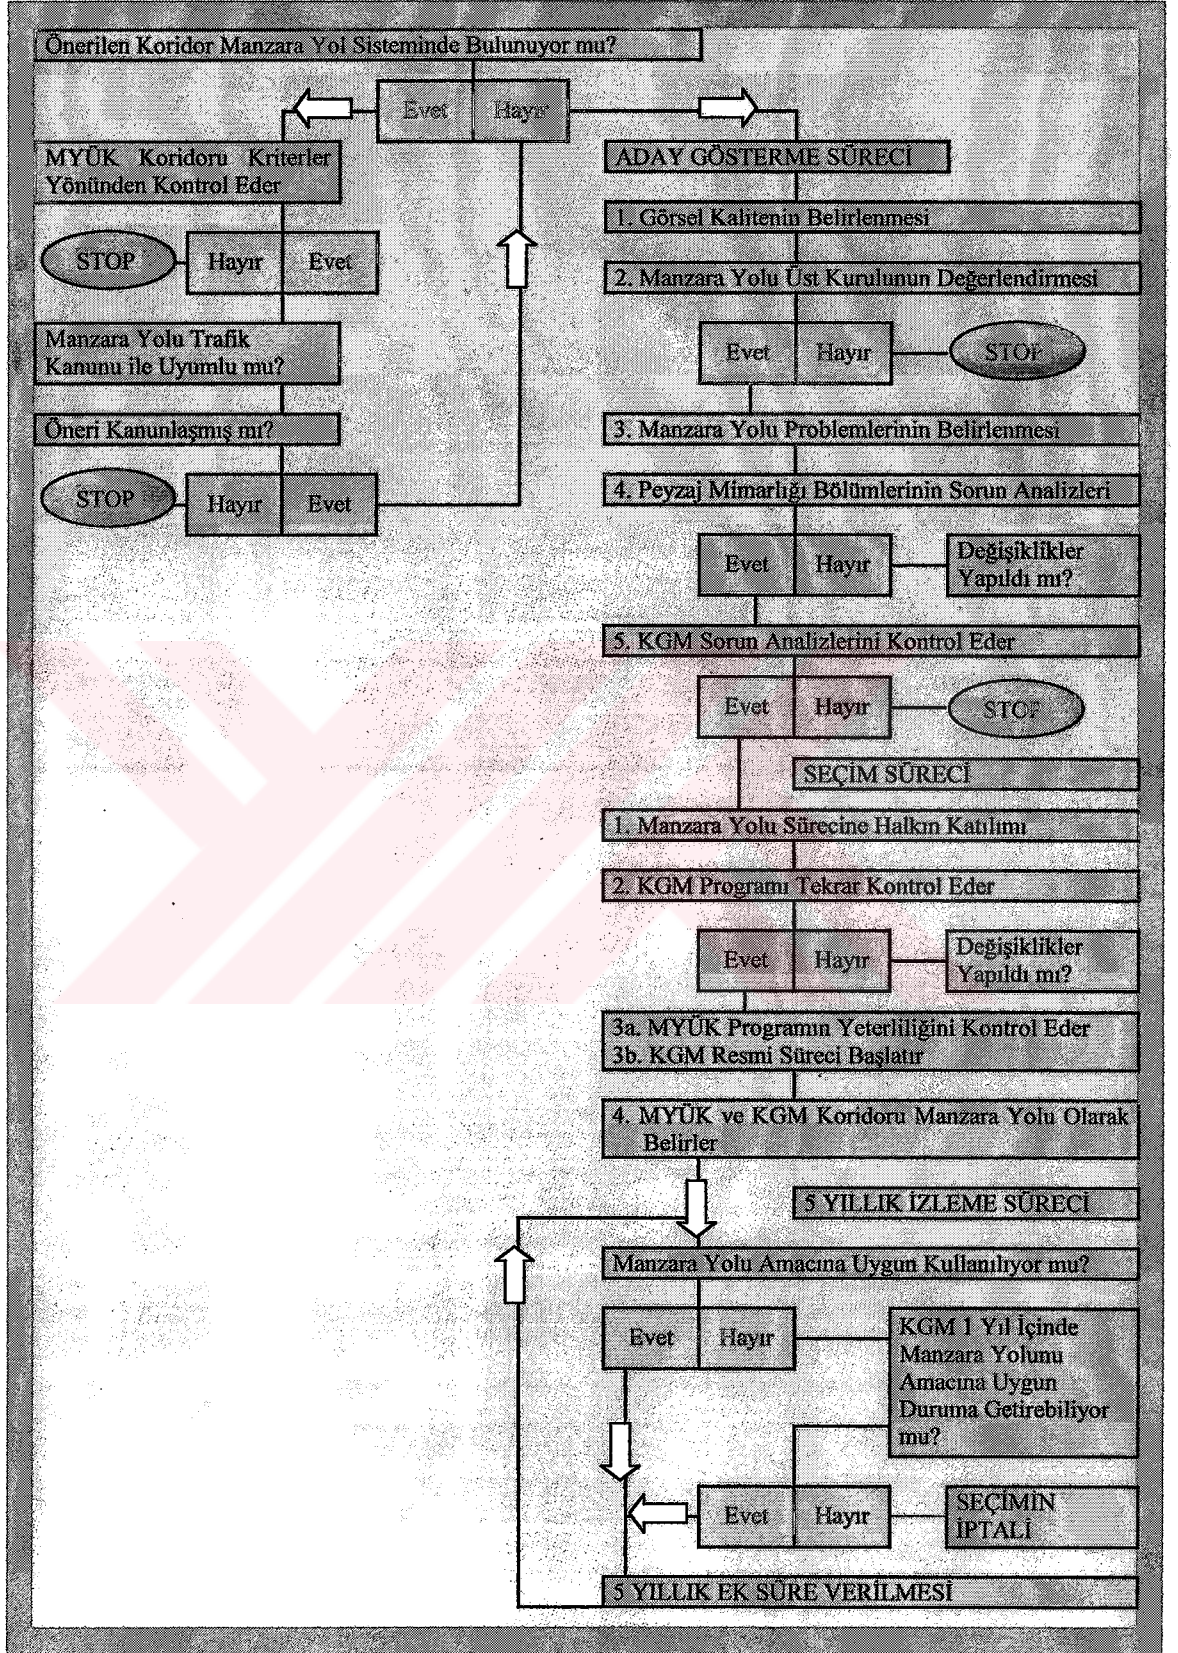 Önerilen Koridor Manzara Yol Sisteminde Bulunuyor mu?
Evet
Hayır
MYÜK Koridoru Kriterler
Yönünden Kontrol Eder
STOP
Hayır
Evet
Manzara Yolu Trafik
Kanunu ile Uyumlu mu?
Öneri Kanunlaşmış mı?
STOP
Hayır
Evet
ADAY GÖSTERME SÜRECİ
1. Görsel Kalitenin Belirlenmesi
2. Manzara Yolu Üst Kurulunun Değerlendirmesi
Evet
Hayır
STOP
3. Manzara Yolu Problemlerinin Belirlenmesi
4. Peyzaj Mimarlığı Bölümlerinin Sorun Analizleri
Evet
Hayır
Değişiklikler
Yapıldı mı?
5. KGM Sorun Analizlerini Kontrol Eder
Evet
Hayır
STOP
SEÇİM SÜRECİ
1. Manzara Yolu Sürecine Halkın Katılımı
2. KGM Programı Tekrar Kontrol Eder
Evet
Hayır
Değişiklikler
Yapıldı mı?
3a. MYÜK Programın Yeterliliğini Kontrol Eder
3b. KGM Resmi Süreci Başlatır
4. MYÜK ve KGM Koridoru Manzara Yolu Olarak
Belirler
5 YILLIK İZLEME SÜRECİ
Manzara Yolu Amacına Uygun Kullanılıyor mu?
Evet
Hayır
KGM 1 Yıl İçinde
Manzara Yolunu
Amacına Uygun
Duruma Getirebiliyor
mu?
Evet
Hayır
SEÇİMİN
İPTALİ
5 YILLIK EK SÜRE VERİLMESİ